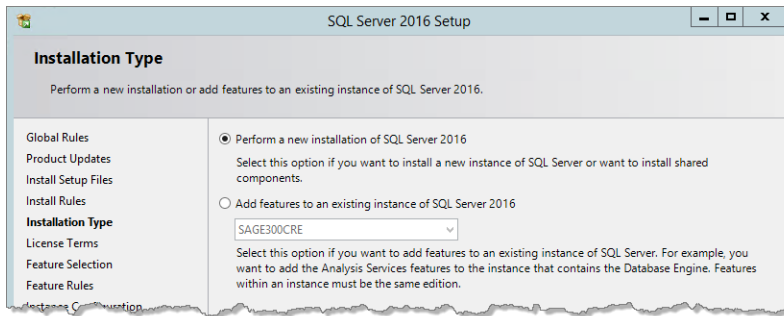 SQL Server 2016 Setup
Installation Type
Perform a new installation or add features to an existing instance of SQL Server 2016.
Global Rules
Product Updates
Install Setup Files
Install Rules
Installation Type
License Terms
Feature Selection
Feature Rules
Instance Configuration
Perform a new installation of SQL Server 2016
Select this option if you want to install a new instance of SQL Server or want to install shared
components.
Add features to an existing instance of SQL Server 2016
SAGE300CRE
Select this option if you want to add features to an existing instance of SQL Server. For example, you
want to add the Analysis Services features to the instance that contains the Database Engine. Features
within an instance must be the same edition.